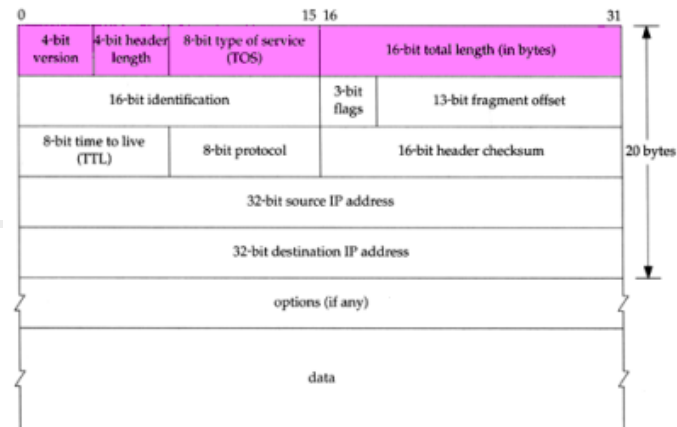 0 15 16 31
4-bit version
4-bit header length
8-bit type of service (TOS)
16-bit total length (in bytes)
16-bit identification
3-bit flags
13-bit fragment offset
8-bit time to live (TTL)
8-bit protocol
16-bit header checksum
20 bytes
32-bit source IP address
32-bit destination IP address
options (if any)
data